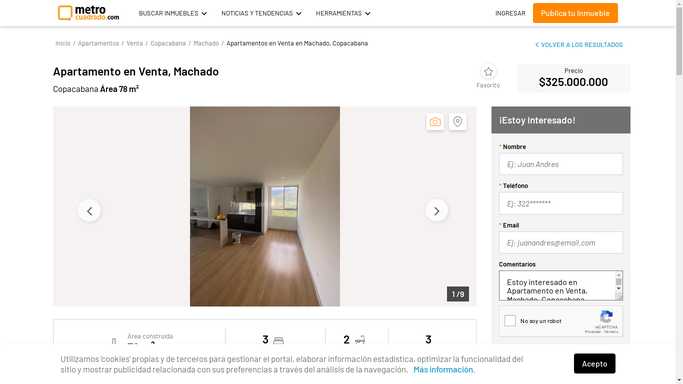 metro
cuadrado.com
BUSCAR INMUEBLES
NOTICIAS Y TENDENCIAS
HERRAMIENTAS
INGRESAR
Publica tu Inmueble
Inicio / Apartamentos / Venta / Copacabana / Machado / Apartamentos en Venta en Machado, Copacabana
VOLVER A LOS RESULTADOS
Apartamento en Venta, Machado
Copacabana Área 78 m²
Favorito
Precio
$325.000.000
1 / 9
¡Estoy Interesado!
* Nombre
Ej: Juan Andres
* Teléfono
Ej: 322*******
* Email
Ej: juanandres@email.com
Comentarios
Estoy interesado en
Apartamento en Venta,
Machado, Copacabana
No soy un robot
reCAPTCHA
Privacidad - Términos
Área construida
3
2
3
Utilizamos 'cookies' propias y de terceros para gestionar el portal, elaborar información estadística, optimizar la funcionalidad del
sitio y mostrar publicidad relacionada con sus preferencias a través del análisis de la navegación. Más información.
Acepto